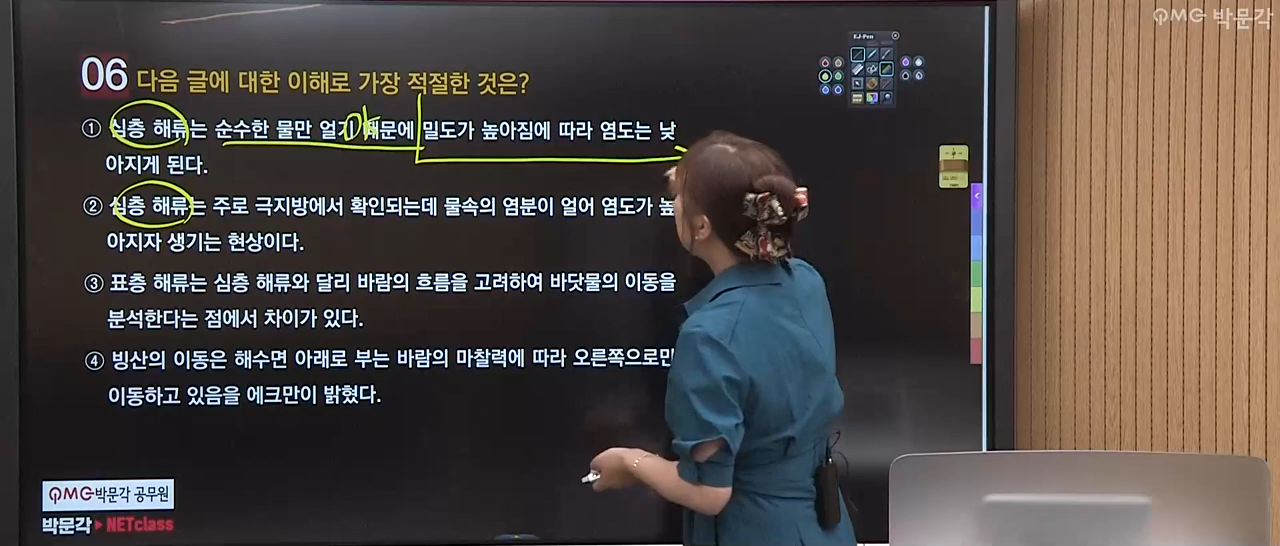 QMG 박문각
EJ-Pen
06 다음 글에 대한 이해로 가장 적절한 것은?
① 심층 해류는 순수한 물만 얼기 때문에 밀도가 높아짐에 따라 염도는 낮
OK
아지게 된다.
② 심층 해류는 주로 극지방에서 확인되는데 물속의 염분이 얼어 염도가 높
아지자 생기는 현상이다.
③ 표층 해류는 심층 해류와 달리 바람의 흐름을 고려하여 바닷물의 이동을
분석한다는 점에서 차이가 있다.
④ 빙산의 이동은 해수면 아래로 부는 바람의 마찰력에 따라 오른쪽으로만
이동하고 있음을 에크만이 밝혔다.
QMG박문각 공무원
박문각 NETclass